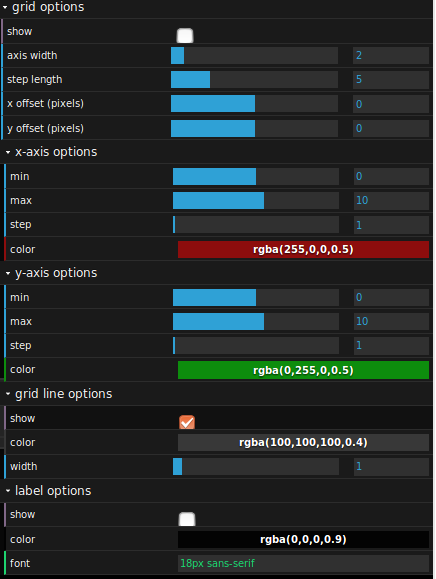 grid options
show
axis width 2
step length 5
x offset (pixels) 0
y offset (pixels) 0
x-axis options
min 0
max 10
step 1
color rgba(255,0,0,0.5)
y-axis options
min 0
max 10
step 1
color rgba(0,255,0,0.5)
grid line options
show
color rgba(100,100,100,0.4)
width 1
label options
show
color rgba(0,0,0,0.9)
font 18px sans-serif